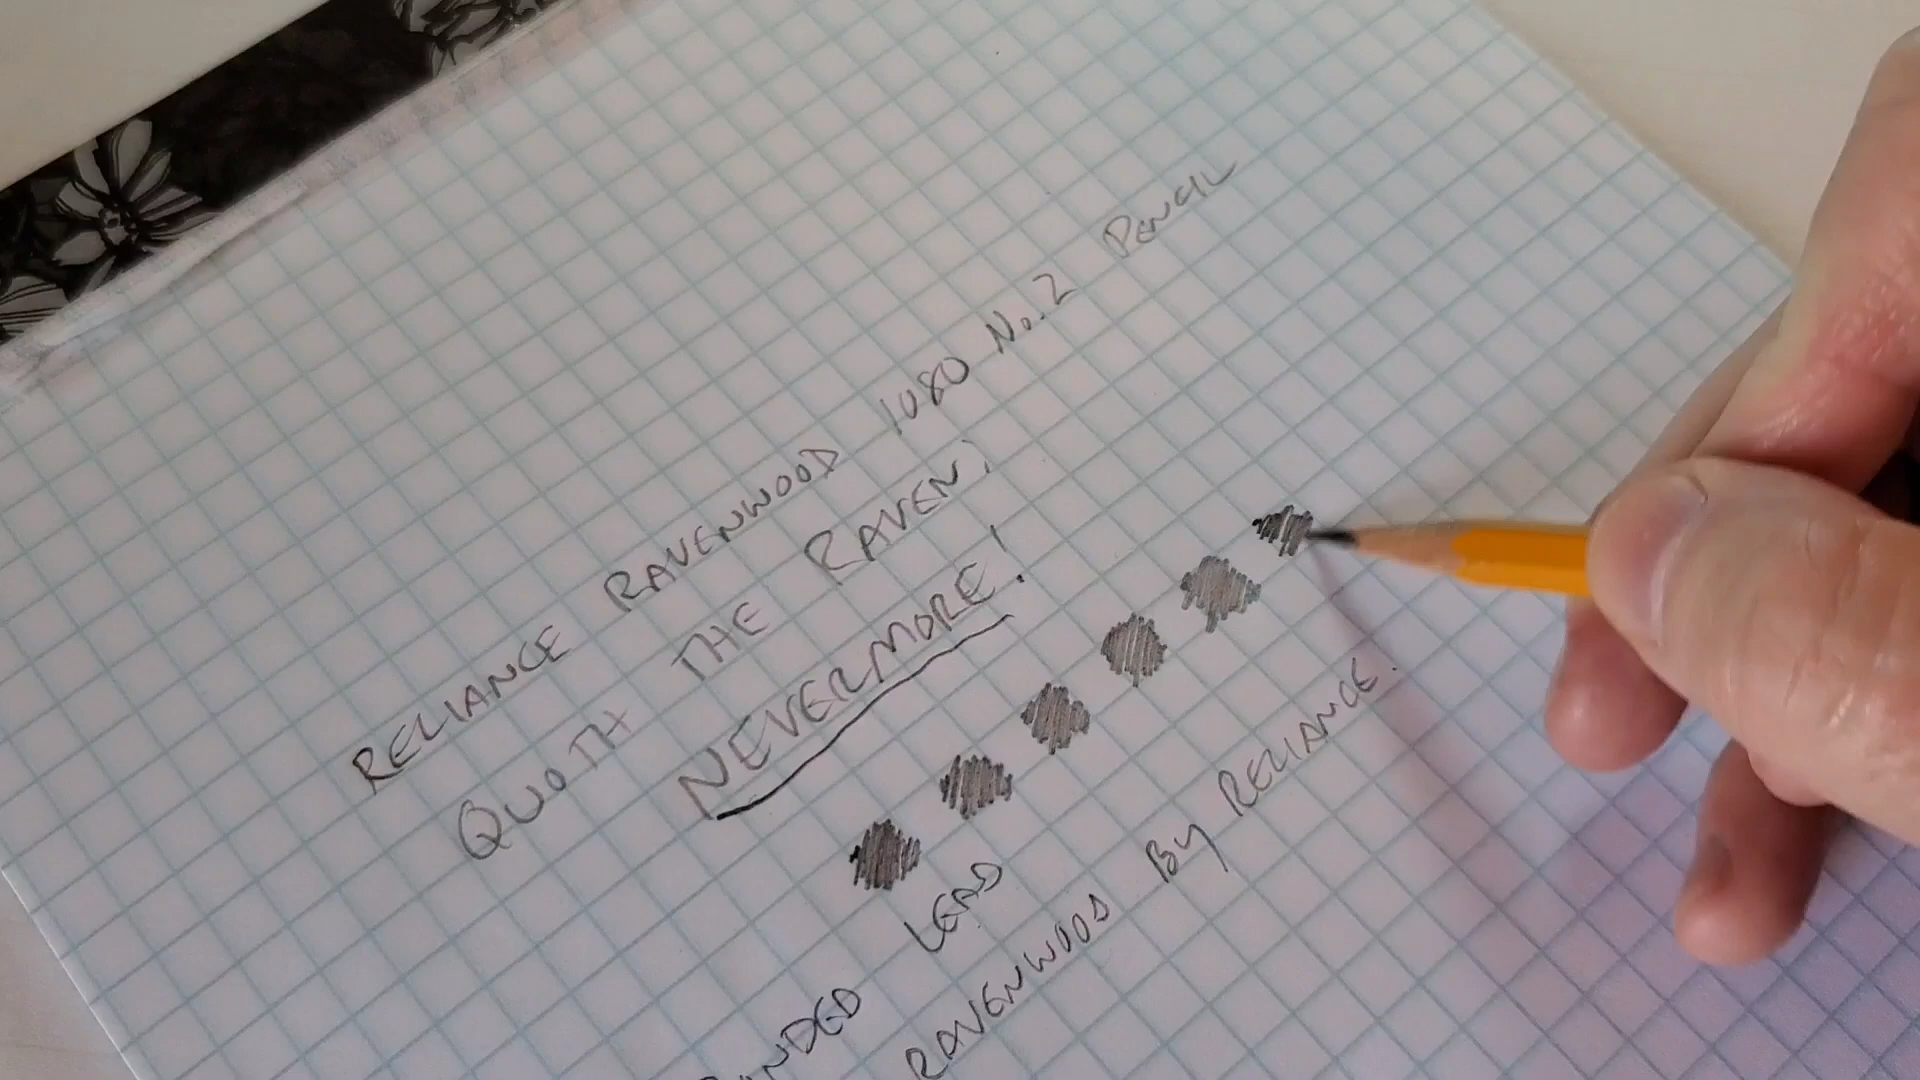 RELIANCE RAVENWOOD 1080 No. 2 PENCIL
QUOTH THE RAVEN;
NEVERMORE!
LEAD
RAVENWOOD By RELIANCE.